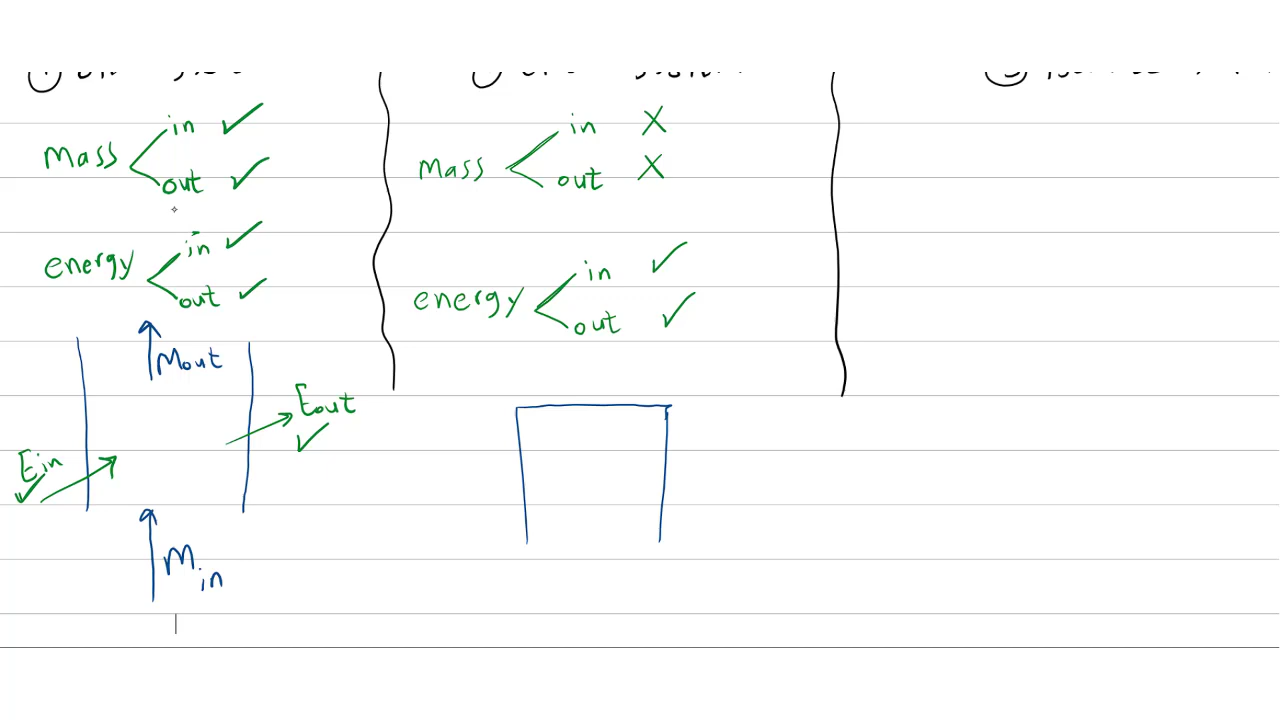 Mass in ✓
out ✓
energy in ✓
out ✓
Mout
Eout
✓
Ein
✓
Min
Mass in X
out X
energy in ✓
out ✓